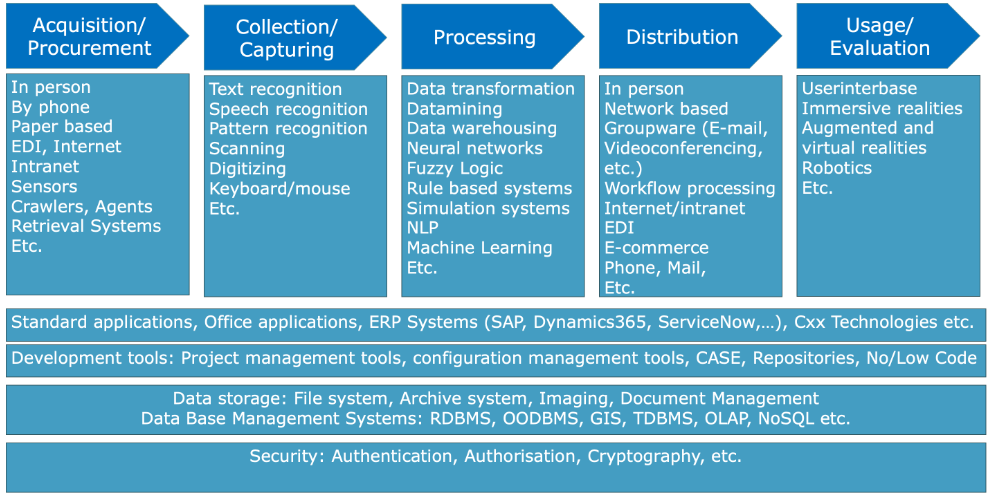 Acquisition/
Procurement
Collection/
Capturing
Processing
Distribution
Usage/
Evaluation
In person
By phone
Paper based
EDI, Internet
Intranet
Sensors
Crawlers, Agents
Retrieval Systems
Etc.
Text recognition
Speech recognition
Pattern recognition
Scanning
Digitizing
Keyboard/mouse
Etc.
Data transformation
Datamining
Data warehousing
Neural networks
Fuzzy Logic
Rule based systems
Simulation systems
NLP
Machine Learning
Etc.
In person
Network based
Groupware (E-mail,
Videoconferencing,
etc.)
Workflow processing
Internet/intranet
EDI
E-commerce
Phone, Mail,
Etc.
Userinterbase
Immersive realities
Augmented and
virtual realities
Robotics
Etc.
Standard applications, Office applications, ERP Systems (SAP, Dynamics365, ServiceNow,…), Cxx Technologies etc.
Development tools: Project management tools, configuration management tools, CASE, Repositories, No/Low Code
Data storage: File system, Archive system, Imaging, Document Management
Data Base Management Systems: RDBMS, OODBMS, GIS, TDBMS, OLAP, NoSQL etc.
Security: Authentication, Authorisation, Cryptography, etc.